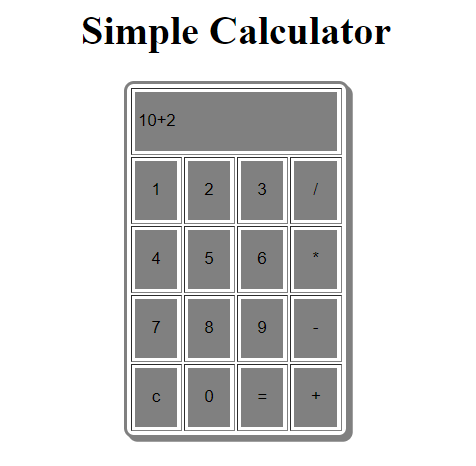 Simple Calculator
10+2
1 2 3 /
4 5 6 *
7 8 9 -
c 0 = +